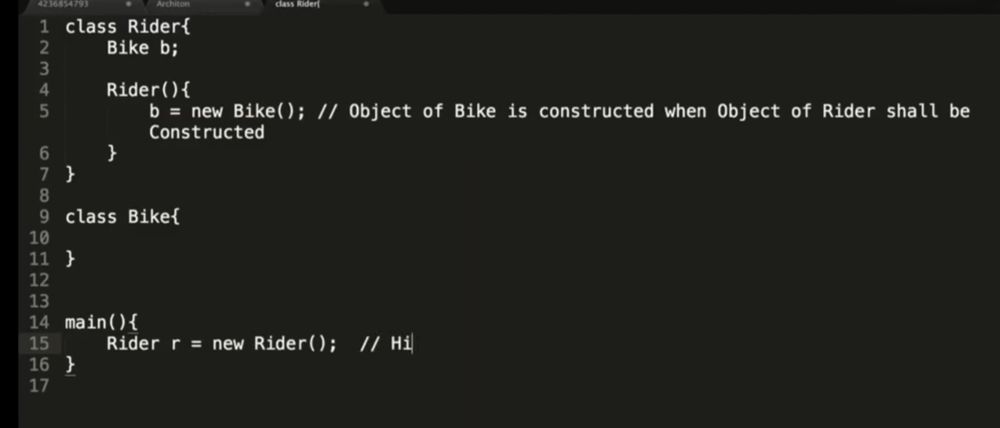 4236854793
Architon
class Rider{
1 class Rider{
2 Bike b;
3
4 Rider(){
5 b = new Bike(); // Object of Bike is constructed when Object of Rider shall be
Constructed
6 }
7 }
8
9 class Bike{
10
11 }
12
13
14 main(){
15 Rider r = new Rider();  // Hi
16 }
17